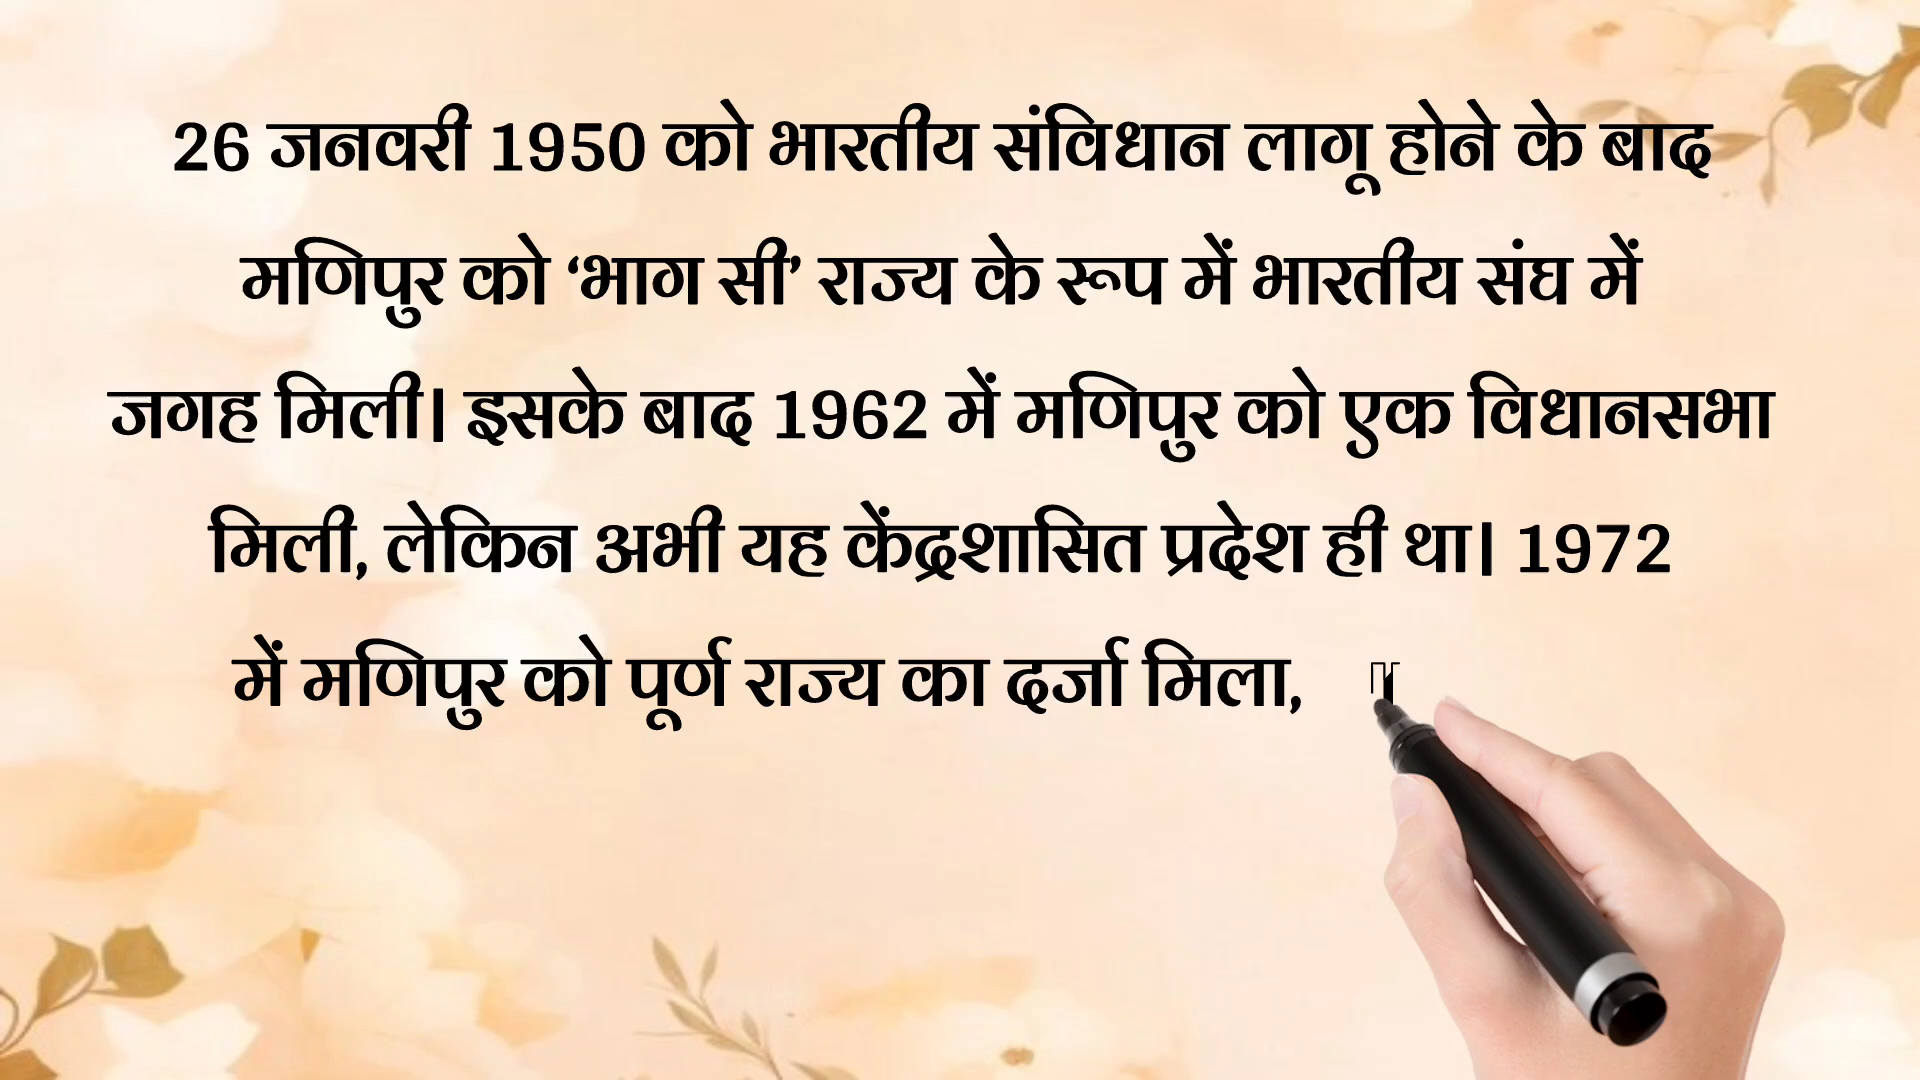 26 जनवरी 1950 को भारतीय संविधान लागू होने के बाद
मणिपुर को ‘भाग सी’ राज्य के रूप में भारतीय संघ में
जगह मिली। इसके बाद 1962 में मणिपुर को एक विधानसभा
मिली, लेकिन अभी यह केंद्रशासित प्रदेश ही था। 1972
में मणिपुर को पूर्ण राज्य का दर्जा मिला,